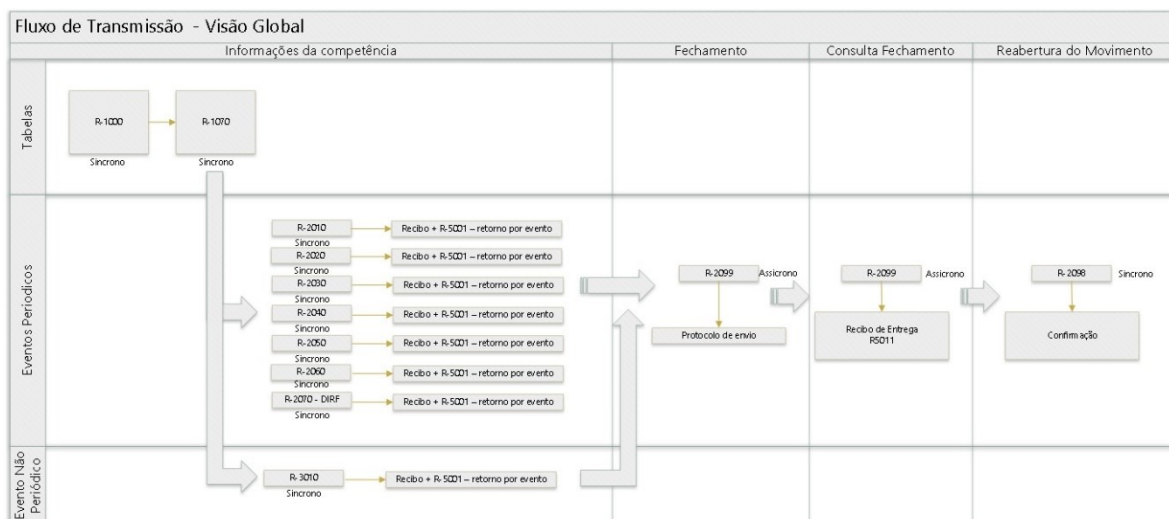 Fluxo de Transmissão - Visão Global
Informações da competência
Fechamento
Consulta Fechamento
Reabertura do Movimento
Tabelas
R-1000
R-1070
Sincrono
Sincrono
Eventos Períodicos
R-2010
Recibo + R-5001 – retorno por evento
Sincrono
R-2020
Recibo + R-5001 – retorno por evento
Sincrono
R-2030
Recibo + R-5001 – retorno por evento
Sincrono
R-2040
Recibo + R-5001 – retorno por evento
Sincrono
R-2050
Recibo + R-5001 – retorno por evento
Sincrono
R-2060
Recibo + R-5001 – retorno por evento
Sincrono
R-2070 - DIRF
Recibo + R-5001 – retorno por evento
Sincrono
R-2099
Assicrono
Protocolo de envio
R-2099
Assicrono
Recibo de Entrega
R5011
R-2098
Sincrono
Confirmação
Evento Não
Periódico
R-3010
Recibo + R-5001 – retorno por evento
Sincrono